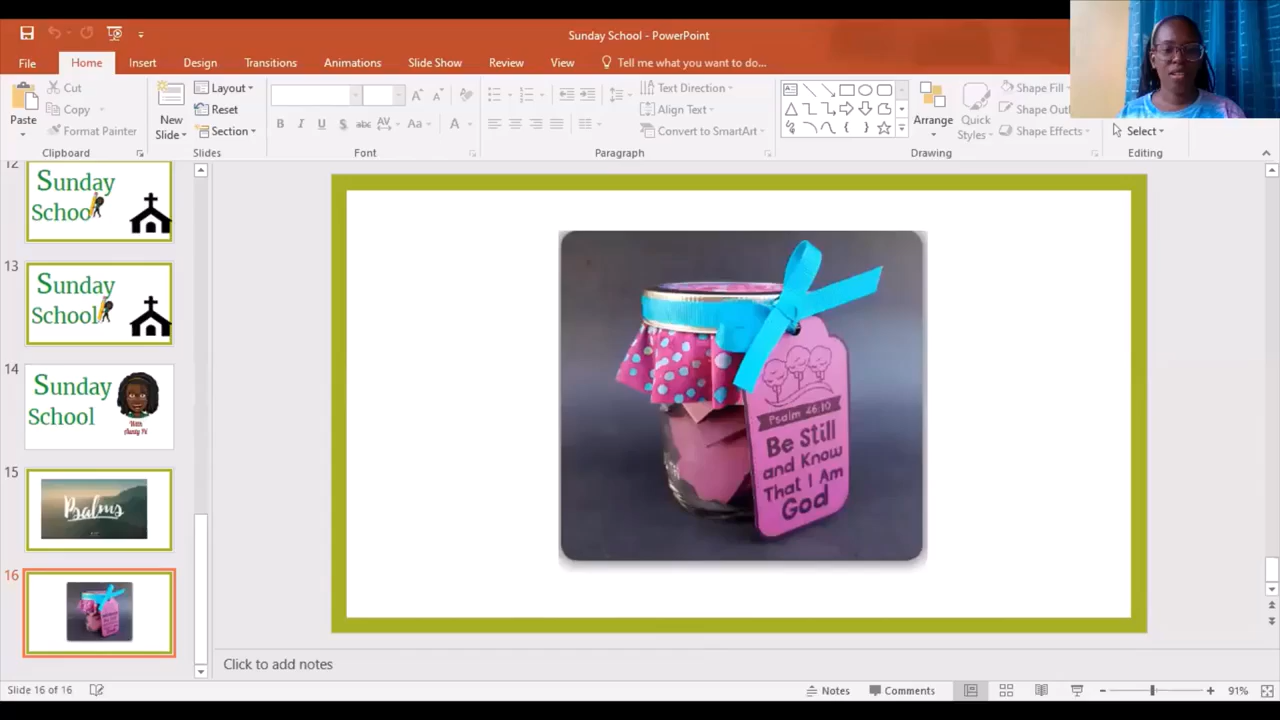 Sunday School - PowerPoint
File Home Insert Design Transitions Animations Slide Show Review View Tell me what you want to do...
Paste
Cut
Copy
Format Painter
Clipboard
New
Slide
Layout
Reset
Section
Slides
B I U S abc AV Aa A
Font
Text Direction
Align Text
Convert to SmartArt
Paragraph
Arrange
Quick
Styles
Shape Fill
Shape Effects
Drawing
Select
Editing
12
Sunday
School
13
Sunday
School
14
Sunday
School
With
15
Psalms
16
Psalm 46:10
Be Still
and Know
That I Am
God
Click to add notes
Slide 16 of 16
Notes
Comments
91%